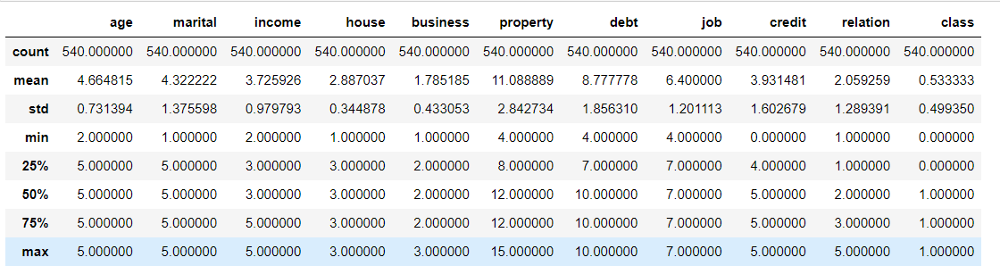 age marital income house business property debt job credit relation class
count 540.000000 540.000000 540.000000 540.000000 540.000000 540.000000 540.000000 540.000000 540.000000 540.000000 540.000000
mean 4.664815 4.322222 3.725926 2.887037 1.785185 11.088889 8.777778 6.400000 3.931481 2.059259 0.533333
std 0.731394 1.375598 0.979793 0.344878 0.433053 2.842734 1.856310 1.201113 1.602679 1.289391 0.499350
min 2.000000 1.000000 2.000000 1.000000 1.000000 4.000000 4.000000 4.000000 0.000000 1.000000 0.000000
25% 5.000000 5.000000 3.000000 3.000000 2.000000 8.000000 7.000000 7.000000 4.000000 1.000000 0.000000
50% 5.000000 5.000000 3.000000 3.000000 2.000000 12.000000 10.000000 7.000000 5.000000 2.000000 1.000000
75% 5.000000 5.000000 5.000000 3.000000 2.000000 12.000000 10.000000 7.000000 5.000000 3.000000 1.000000
max 5.000000 5.000000 5.000000 3.000000 3.000000 15.000000 10.000000 7.000000 5.000000 5.000000 1.000000